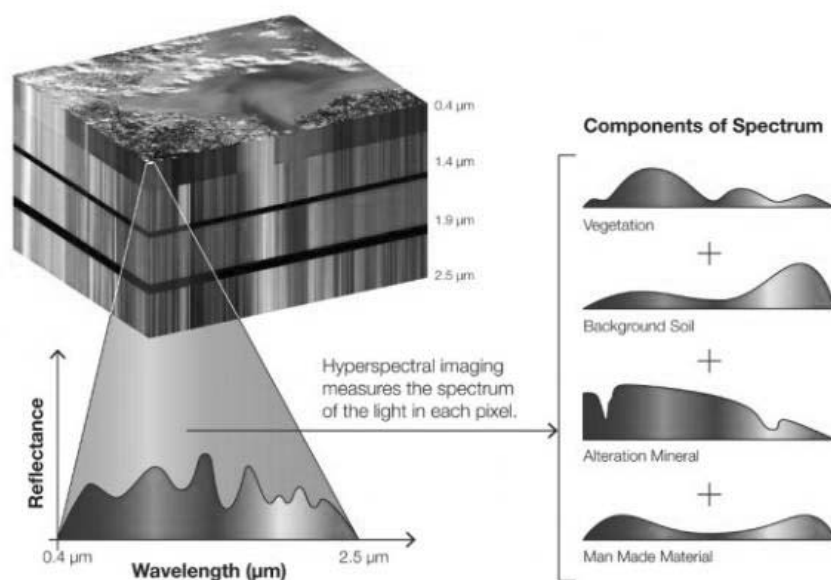 0.4 µm
1.4 µm
1.9 µm
2.5 µm
Components of Spectrum
Vegetation
+
Background Soil
+
Alteration Mineral
+
Man Made Material
Hyperspectral imaging
measures the spectrum
of the light in each pixel.
Reflectance
0.4 µm
2.5 µm
Wavelength (µm)